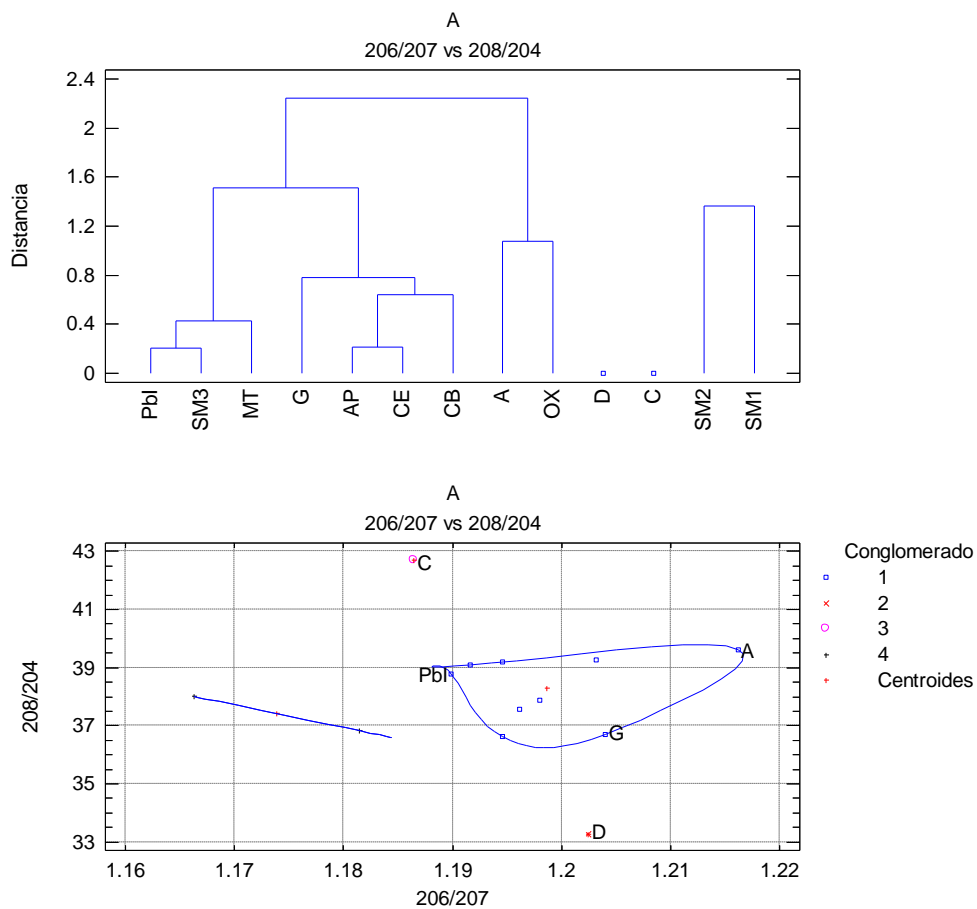 A
206/207 vs 208/204
2.4
2
1.6
1.2
0.8
0.4
0
Distancia
PbI
SM3
MT
G
AP
CE
CB
A
OX
D
C
SM2
SM1
A
206/207 vs 208/204
43
41
39
37
35
33
208/204
C
PbI
A
G
D
1.16
1.17
1.18
1.19
1.2
1.21
1.22
206/207
Conglomerado
1
2
3
4
Centroides